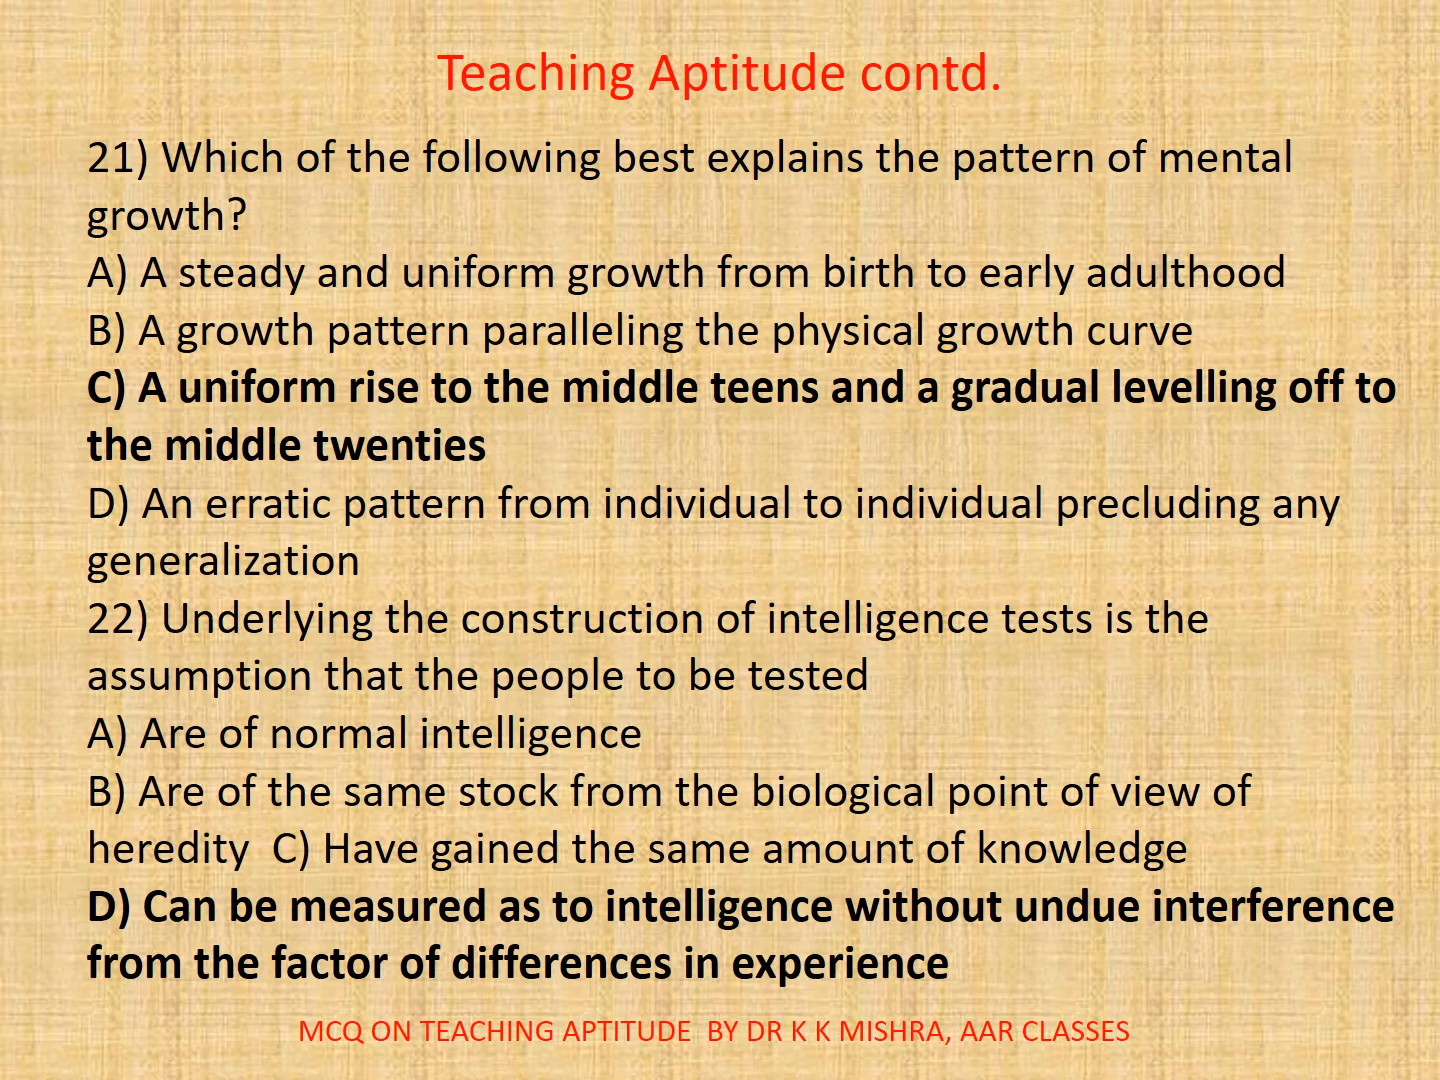 Teaching Aptitude contd.
21) Which of the following best explains the pattern of mental
growth?
A) A steady and uniform growth from birth to early adulthood
B) A growth pattern paralleling the physical growth curve
C) A uniform rise to the middle teens and a gradual levelling off to
the middle twenties
D) An erratic pattern from individual to individual precluding any
generalization
22) Underlying the construction of intelligence tests is the
assumption that the people to be tested
A) Are of normal intelligence
B) Are of the same stock from the biological point of view of
heredity  C) Have gained the same amount of knowledge
D) Can be measured as to intelligence without undue interference
from the factor of differences in experience
MCQ ON TEACHING APTITUDE  BY DR K K MISHRA, AAR CLASSES